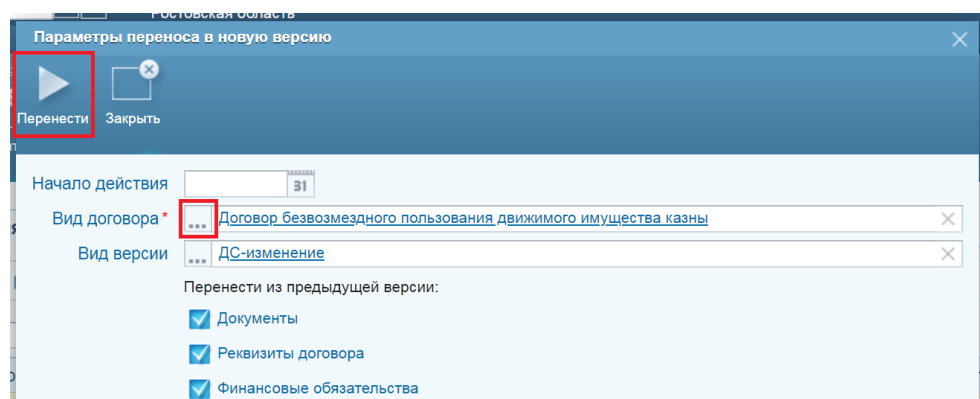 Ростовская область
Параметры переноса в новую версию
Перенести Закрыть
Начало действия 31
Вид договора* ... Договор безвозмездного пользования движимого имущества казны
Вид версии ... ДС-изменение
Перенести из предыдущей версии:
Документы
Реквизиты договора
Финансовые обязательства